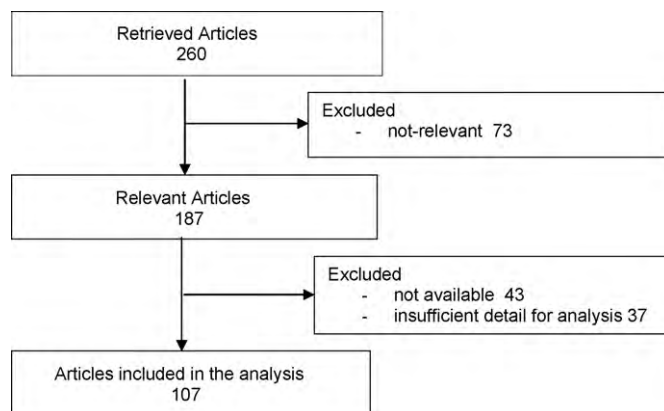 Retrieved Articles
260
Excluded
- not-relevant 73
Relevant Articles
187
Excluded
- not available 43
- insufficient detail for analysis 37
Articles included in the analysis
107